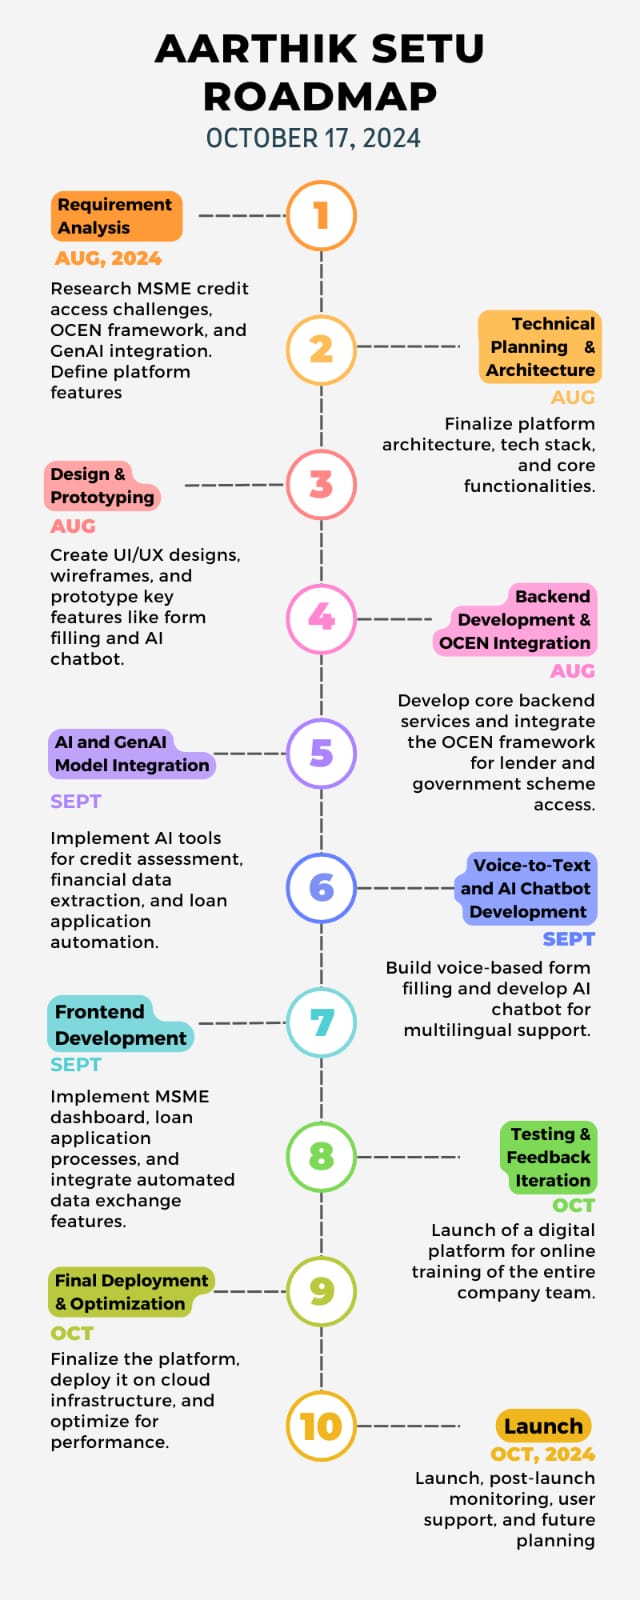 AARTHIK SETU
ROADMAP
OCTOBER 17, 2024
1
Requirement
Analysis
AUG, 2024
Research MSME credit
access challenges,
OCEN framework, and
GenAI integration.
Define platform
features
2
Technical
Planning &
Architecture
AUG
Finalize platform
architecture, tech stack,
and core
functionalities.
3
Design &
Prototyping
AUG
Create UI/UX designs,
wireframes, and
prototype key
features like form
filling and AI
chatbot.
4
Backend
Development &
OCEN Integration
AUG
Develop core backend
services and integrate
the OCEN framework
for lender and
government scheme
access.
5
AI and GenAI
Model Integration
SEPT
Implement AI tools
for credit assessment,
financial data
extraction, and loan
application
automation.
6
Voice-to-Text
and AI Chatbot
Development
SEPT
Build voice-based form
filling and develop AI
chatbot for
multilingual support.
7
Frontend
Development
SEPT
Implement MSME
dashboard, loan
application
processes, and
integrate automated
data exchange
features.
8
Testing &
Feedback
Iteration
OCT
Launch of a digital
platform for online
training of the entire
company team.
9
Final Deployment
& Optimization
OCT
Finalize the platform,
deploy it on cloud
infrastructure, and
optimize for
performance.
10
Launch
OCT, 2024
Launch, post-launch
monitoring, user
support, and future
planning